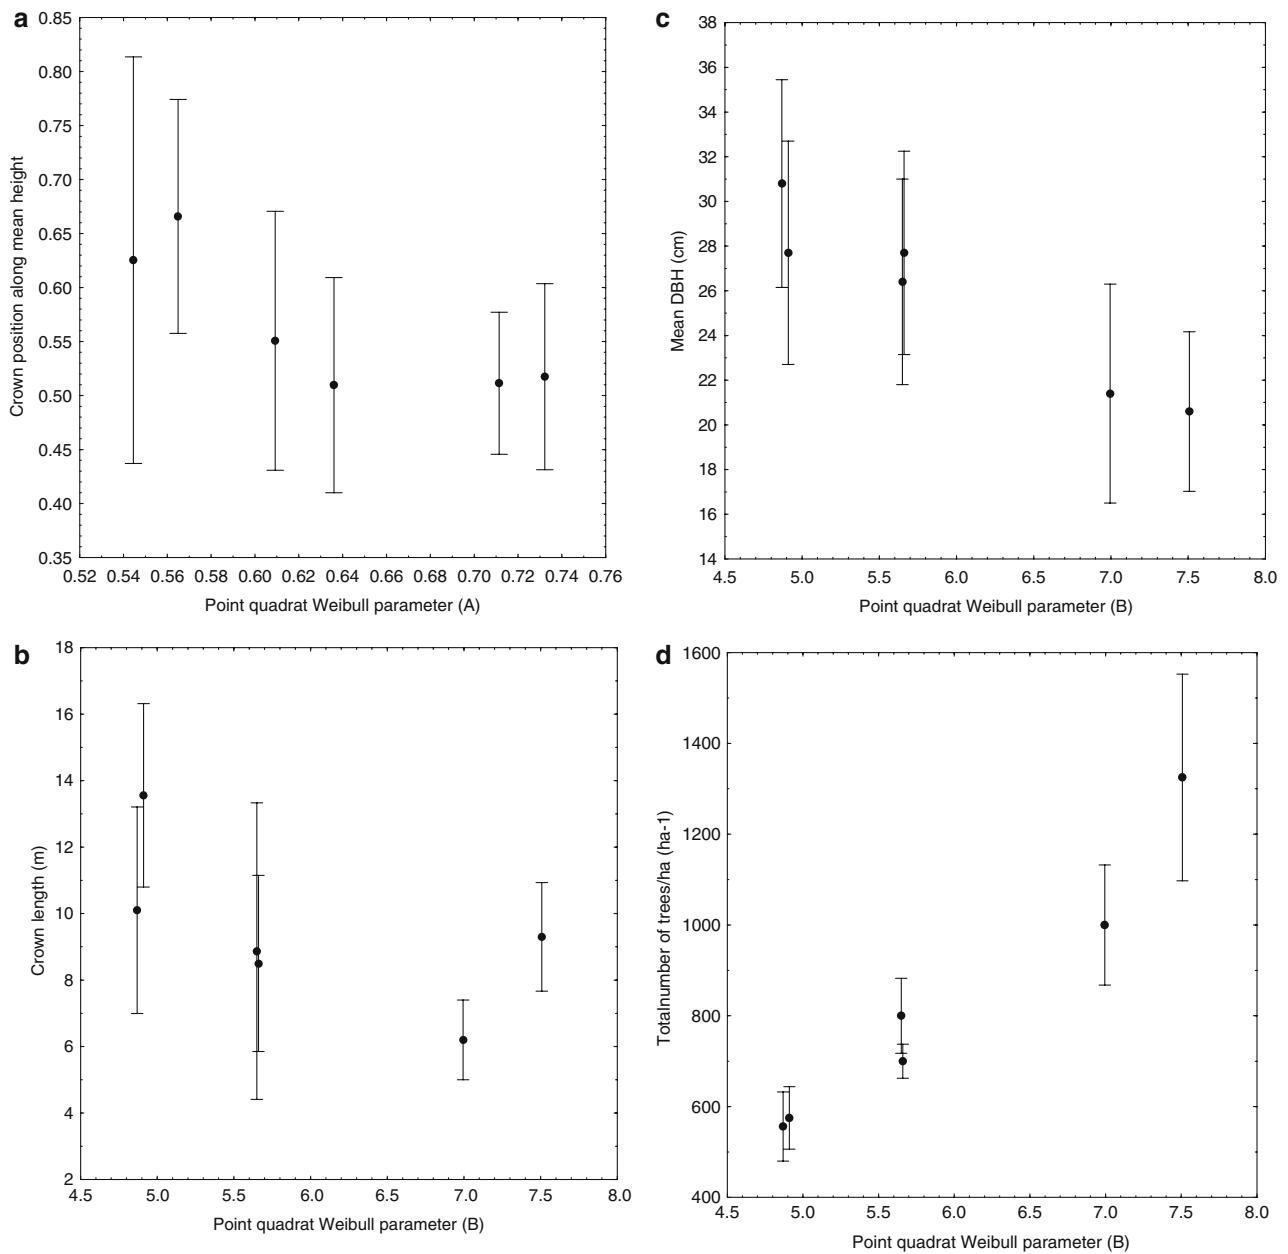 a
0.85
0.80
0.75
0.70
0.65
0.60
0.55
0.50
0.45
0.40
0.35
Crown position along mean height
0.52 0.54 0.56 0.58 0.60 0.62 0.64 0.66 0.68 0.70 0.72 0.74 0.76
Point quadrat Weibull parameter (A)
c
38
36
34
32
30
28
26
24
22
20
18
16
14
Mean DBH (cm)
4.5 5.0 5.5 6.0 6.5 7.0 7.5 8.0
Point quadrat Weibull parameter (B)
b
18
16
14
12
10
8
6
4
2
Crown length (m)
4.5 5.0 5.5 6.0 6.5 7.0 7.5 8.0
Point quadrat Weibull parameter (B)
d
1600
1400
1200
1000
800
600
400
Totalnumber of trees/ha (ha-1)
4.5 5.0 5.5 6.0 6.5 7.0 7.5 8.0
Point quadrat Weibull parameter (B)